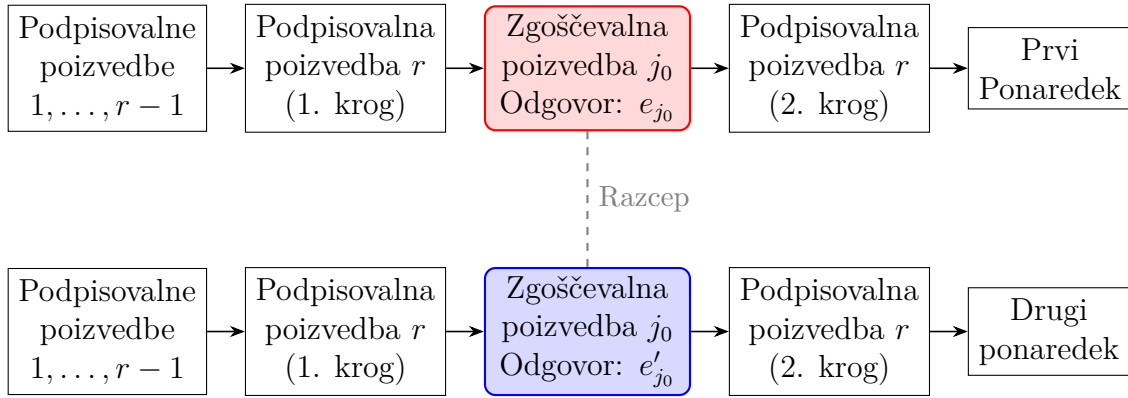 Podpisovalne
poizvedbe
1, . . . , r − 1
Podpisovalna
poizvedba r
(1. krog)
Zgoščevalna
poizvedba j₀
Odgovor: e_{j₀}
Podpisovalna
poizvedba r
(2. krog)
Prvi
Ponaredek
Razcep
Podpisovalne
poizvedbe
1, . . . , r − 1
Podpisovalna
poizvedba r
(1. krog)
Zgoščevalna
poizvedba j₀
Odgovor: e′_{j₀}
Podpisovalna
poizvedba r
(2. krog)
Drugi
ponaredek